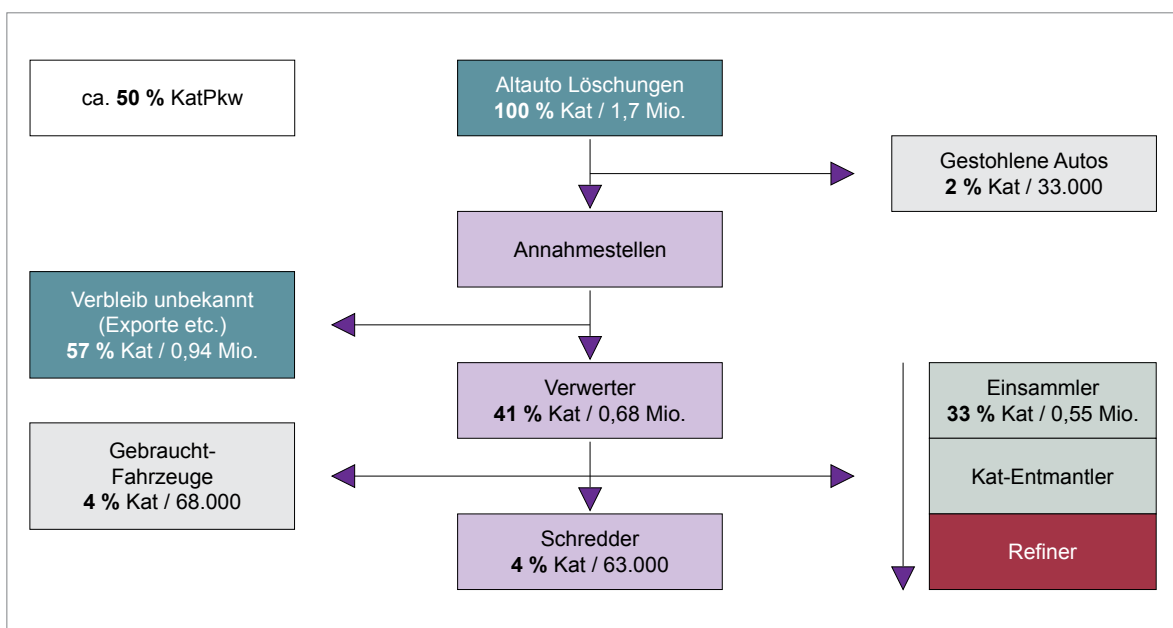 ca. 50 % KatPkw
Altauto Löschungen
100 % Kat / 1,7 Mio.
Gestohlene Autos
2 % Kat / 33.000
Annahmestellen
Verbleib unbekannt
(Exporte etc.)
57 % Kat / 0,94 Mio.
Verwerter
41 % Kat / 0,68 Mio.
Einsammler
33 % Kat / 0,55 Mio.
Gebraucht-
Fahrzeuge
4 % Kat / 68.000
Kat-Entmantler
Schredder
4 % Kat / 63.000
Refiner